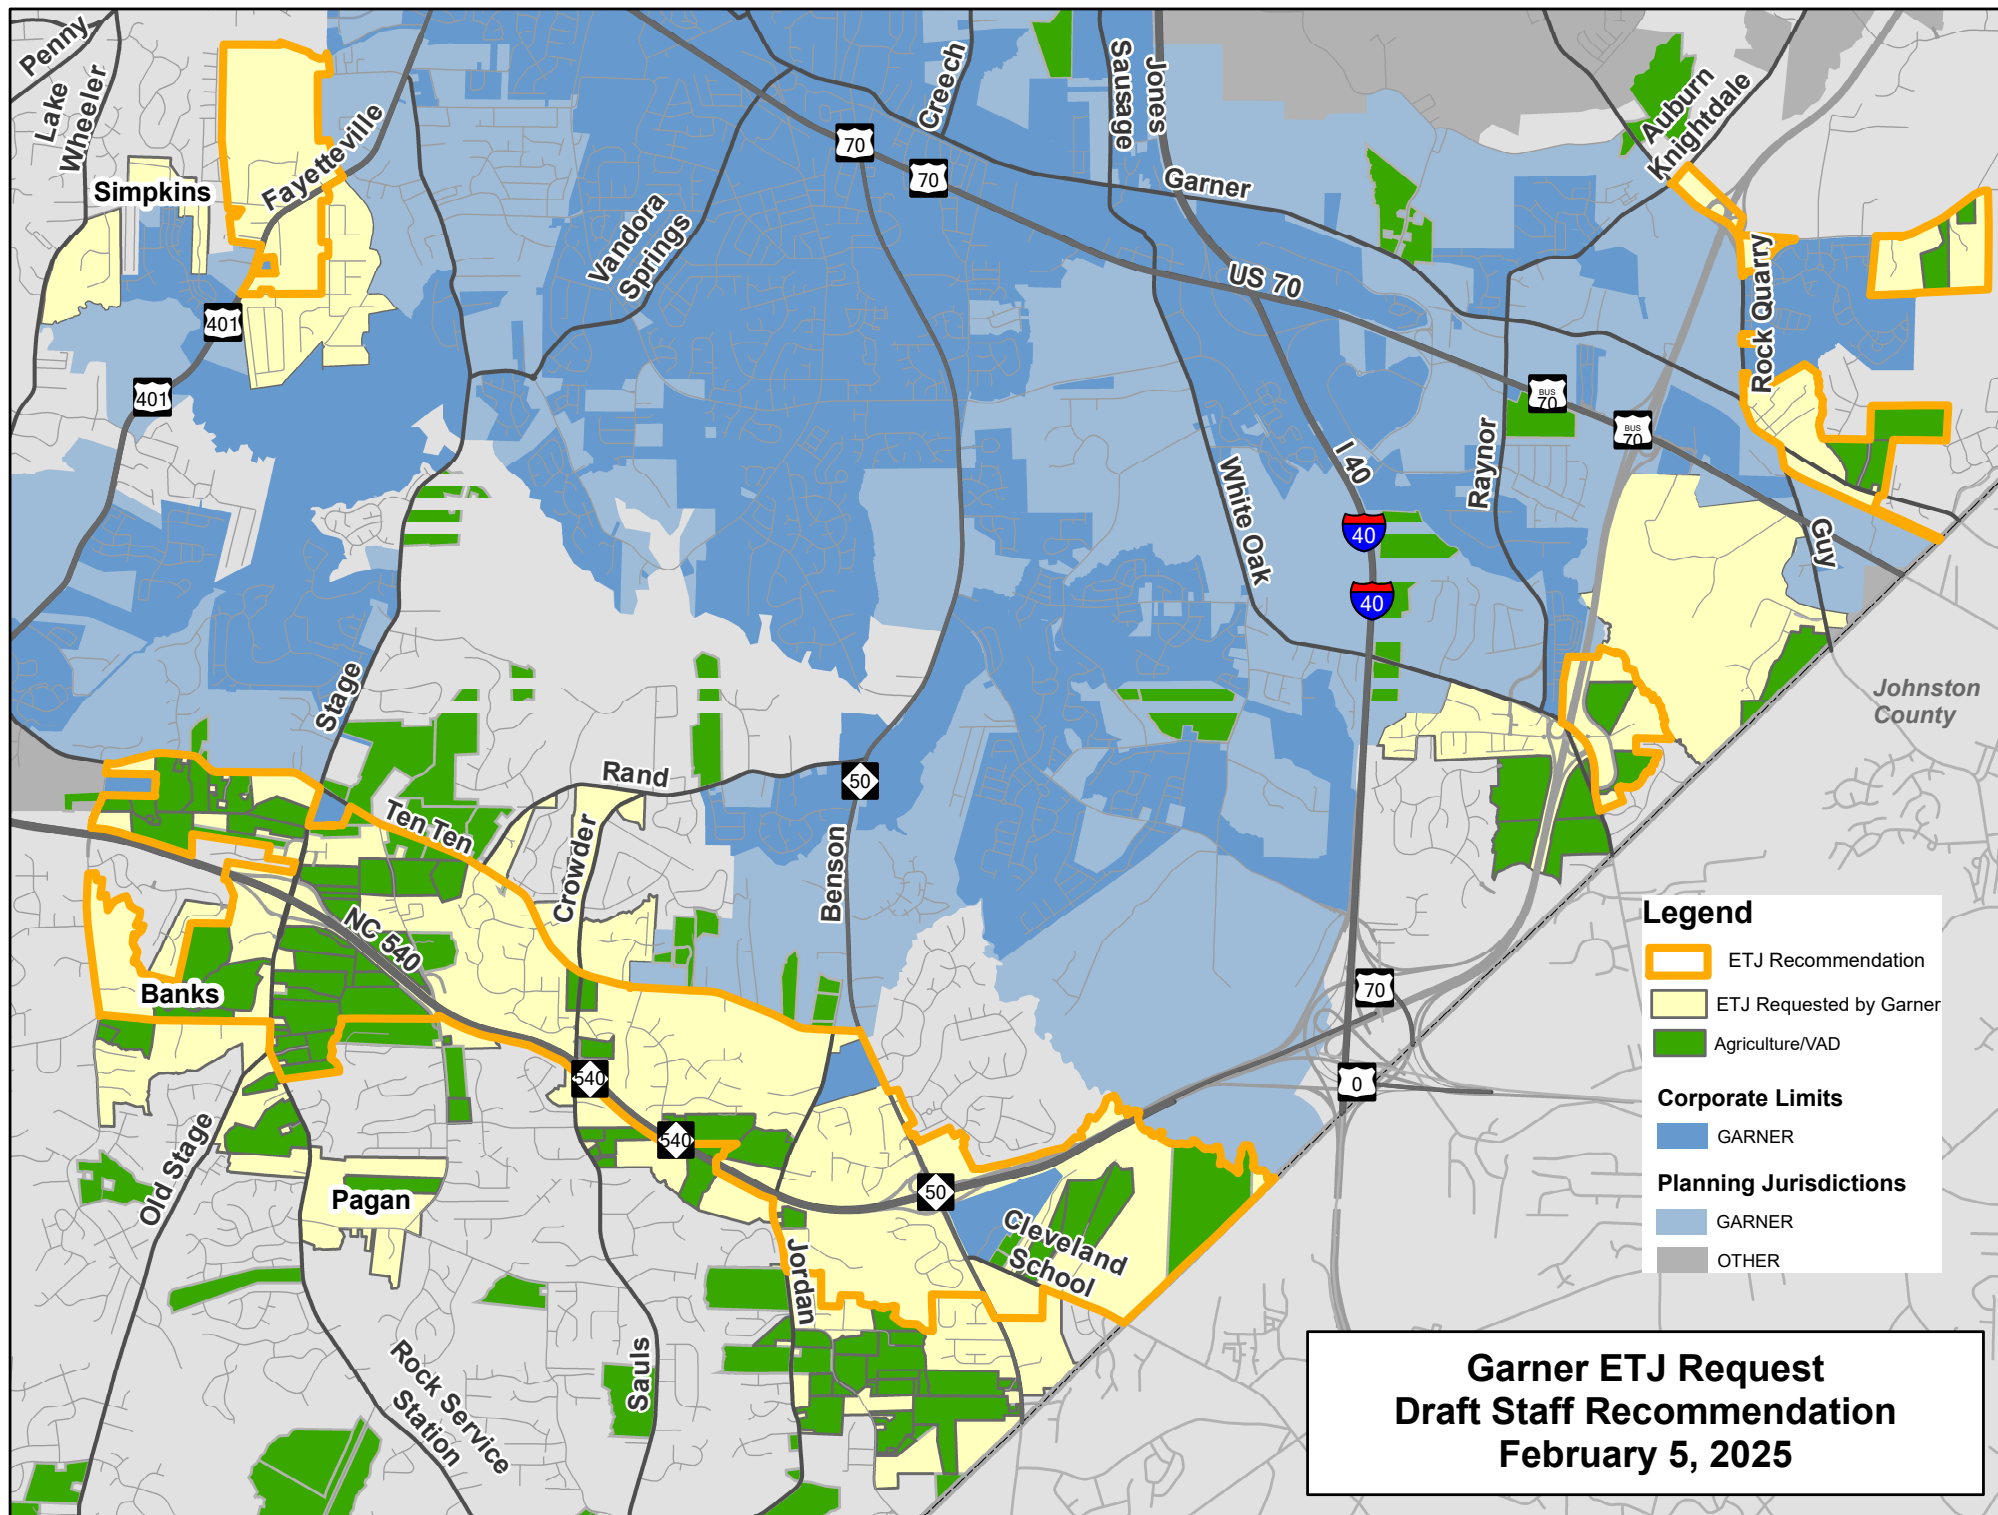 Penny
Lake
Wheeler
Simpkins
Fayetteville
401
401
Vandora
Springs
Creech
70
70
Sausage
Jones
Garner
US 70
Auburn
Knightdale
Rock Quarry
BUS
70
BUS
70
Raynor
I 40
40
40
White Oak
Guy
Johnston
County
Stage
Rand
50
Ten Ten
Crowder
Benson
NC 540
Banks
540
540
50
70
0
Old Stage
Pagan
Cleveland
School
Jordan
Sauls
Rock Service
Station
Legend
ETJ Recommendation
ETJ Requested by Garner
Agriculture/VAD
Corporate Limits
GARNER
Planning Jurisdictions
GARNER
OTHER
Garner ETJ Request
Draft Staff Recommendation
February 5, 2025